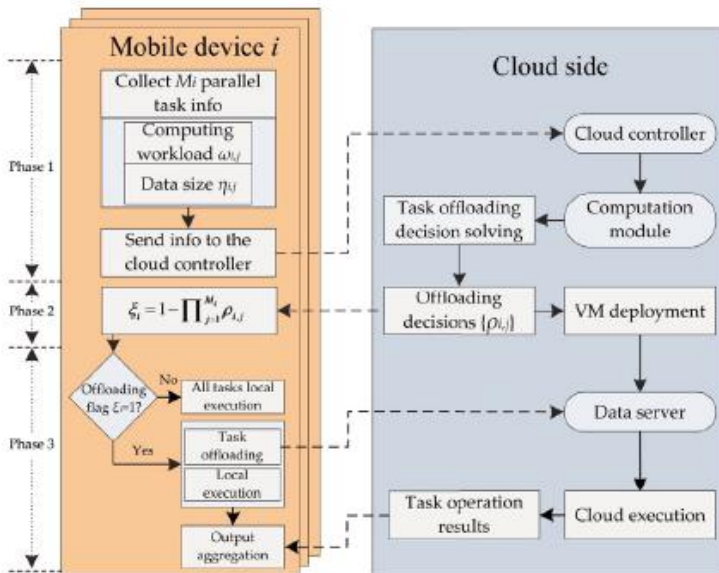 Mobile device i
Collect Mi parallel
task info
Computing
workload ωi,j
Data size ηi,j
Send info to the
cloud controller
Phase 1
Phase 2
ξi = 1 − ∏j=1Mi ρi,j
Phase 3
Offloading
flag ξi=1?
No
All tasks local
execution
Yes
Task
offloading
Local
execution
Output
aggregation
Cloud side
Cloud controller
Computation
module
Task offloading
decision solving
Offloading
decisions {ρi,j}
VM deployment
Data server
Cloud execution
Task operation
results